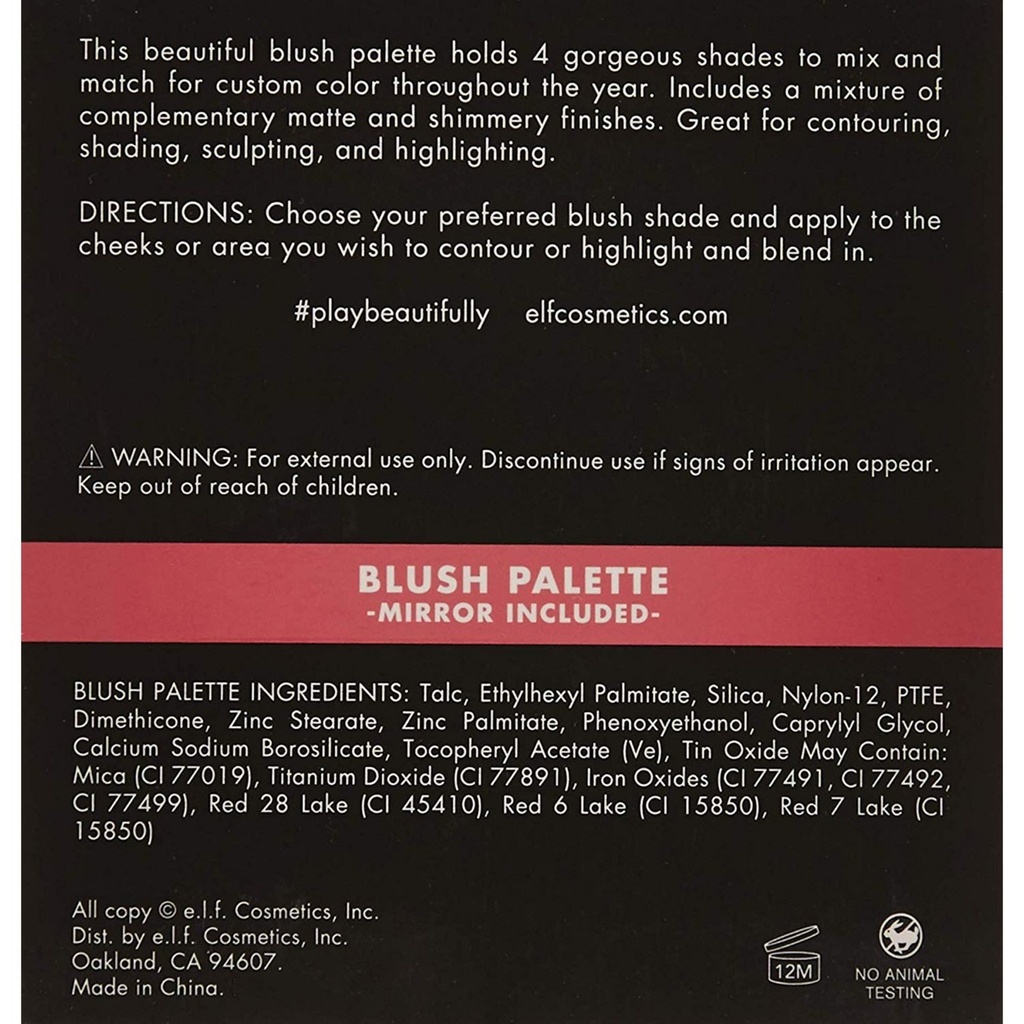 This beautiful blush palette holds 4 gorgeous shades to mix and
match for custom color throughout the year. Includes a mixture of
complementary matte and shimmery finishes. Great for contouring,
shading, sculpting, and highlighting.
DIRECTIONS: Choose your preferred blush shade and apply to the
cheeks or area you wish to contour or highlight and blend in.
#playbeautifully elfcosmetics.com
⚠ WARNING: For external use only. Discontinue use if signs of irritation appear.
Keep out of reach of children.
BLUSH PALETTE
-MIRROR INCLUDED-
BLUSH PALETTE INGREDIENTS: Talc, Ethylhexyl Palmitate, Silica, Nylon-12, PTFE,
Dimethicone, Zinc Stearate, Zinc Palmitate, Phenoxyethanol, Caprylyl Glycol,
Calcium Sodium Borosilicate, Tocopheryl Acetate (Ve), Tin Oxide May Contain:
Mica (CI 77019), Titanium Dioxide (CI 77891), Iron Oxides (CI 77491, CI 77492,
CI 77499), Red 28 Lake (CI 45410), Red 6 Lake (CI 15850), Red 7 Lake (CI
15850)
All copy © e.l.f. Cosmetics, Inc.
Dist. by e.l.f. Cosmetics, Inc.
Oakland, CA 94607.
Made in China.
12M
NO ANIMAL
TESTING